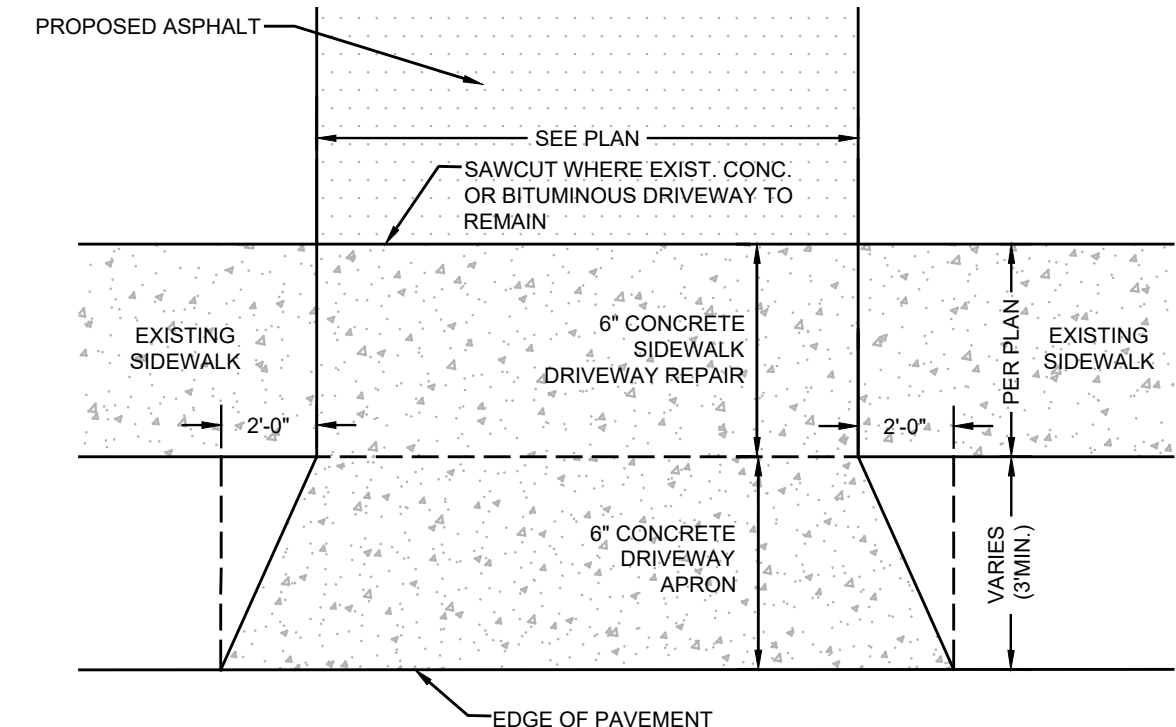 PROPOSED ASPHALT
SEE PLAN
SAWCUT WHERE EXIST. CONC.
OR BITUMINOUS DRIVEWAY TO
REMAIN
EXISTING
SIDEWALK
6" CONCRETE
SIDEWALK
DRIVEWAY REPAIR
PER PLAN
EXISTING
SIDEWALK
2'-0"
2'-0"
6" CONCRETE
DRIVEWAY
APRON
VARIES
(3'MIN.)
EDGE OF PAVEMENT